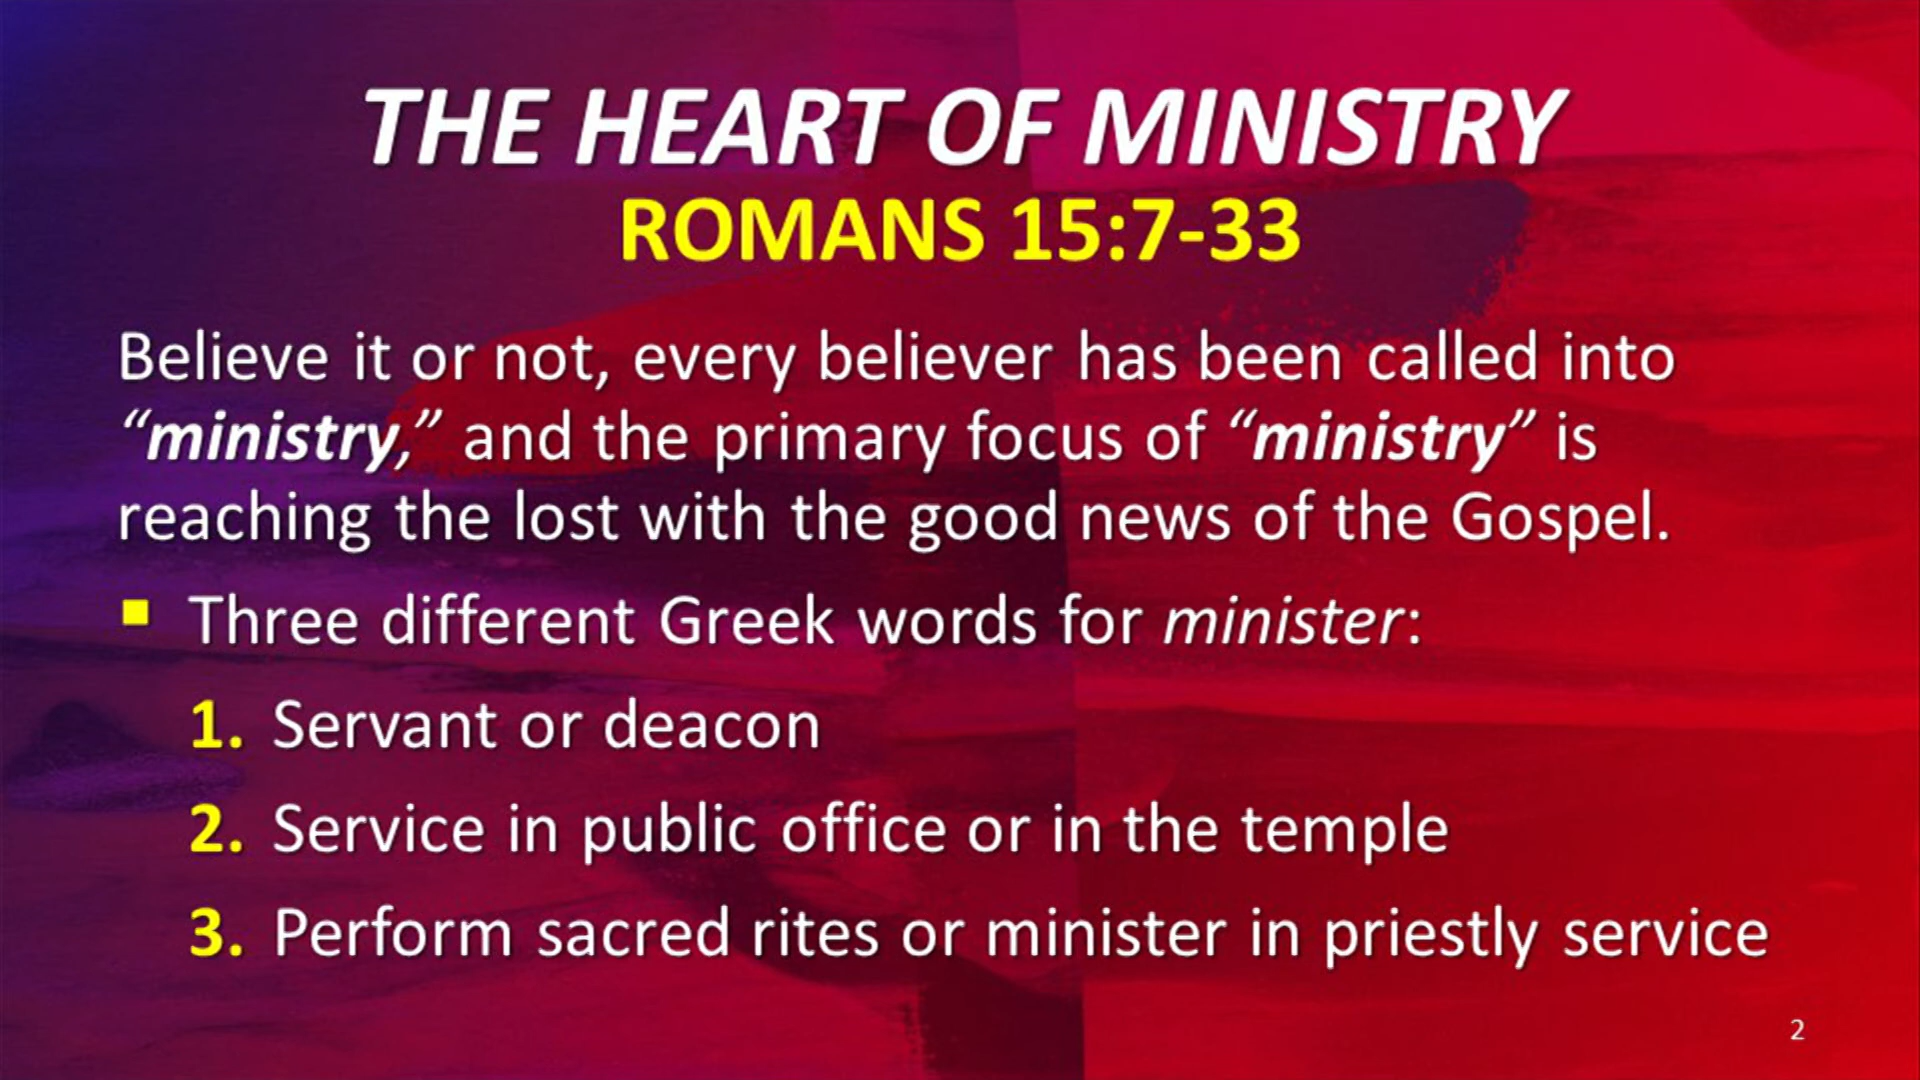 THE HEART OF MINISTRY
ROMANS 15:7-33
Believe it or not, every believer has been called into
“ministry,” and the primary focus of “ministry” is
reaching the lost with the good news of the Gospel.
▪ Three different Greek words for minister:
1. Servant or deacon
2. Service in public office or in the temple
3. Perform sacred rites or minister in priestly service
2